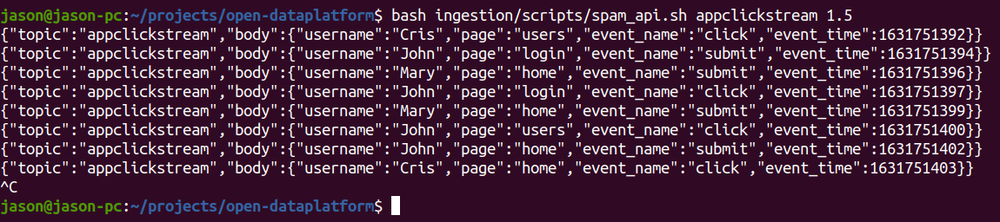 jason@jason-pc:~/projects/open-dataplatform$ bash ingestion/scripts/spam_api.sh appclickstream 1.5
{"topic":"appclickstream","body":{"username":"Cris","page":"users","event_name":"click","event_time":1631751392}}
{"topic":"appclickstream","body":{"username":"John","page":"login","event_name":"submit","event_time":1631751394}}
{"topic":"appclickstream","body":{"username":"Mary","page":"home","event_name":"submit","event_time":1631751396}}
{"topic":"appclickstream","body":{"username":"John","page":"login","event_name":"click","event_time":1631751397}}
{"topic":"appclickstream","body":{"username":"Mary","page":"home","event_name":"submit","event_time":1631751399}}
{"topic":"appclickstream","body":{"username":"John","page":"users","event_name":"click","event_time":1631751400}}
{"topic":"appclickstream","body":{"username":"John","page":"home","event_name":"submit","event_time":1631751402}}
{"topic":"appclickstream","body":{"username":"Cris","page":"home","event_name":"click","event_time":1631751403}}
^C
jason@jason-pc:~/projects/open-dataplatform$